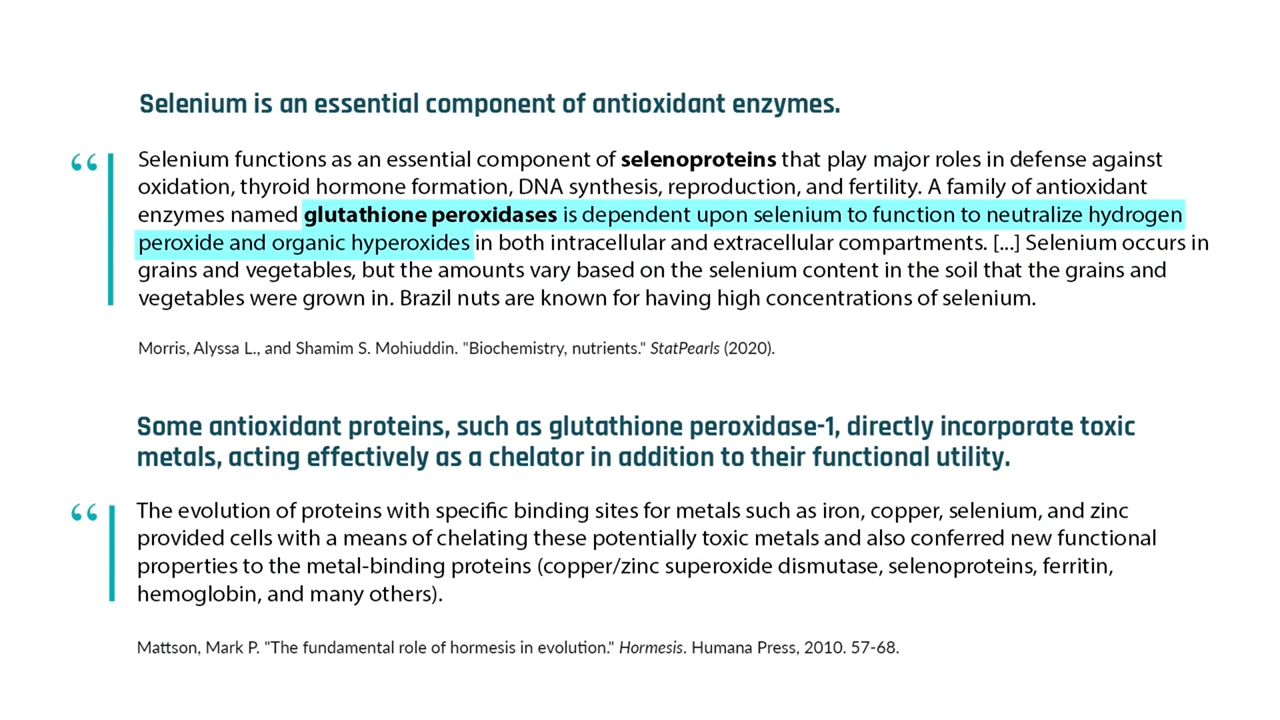 Selenium is an essential component of antioxidant enzymes.
“ Selenium functions as an essential component of selenoproteins that play major roles in defense against
oxidation, thyroid hormone formation, DNA synthesis, reproduction, and fertility. A family of antioxidant
enzymes named glutathione peroxidases is dependent upon selenium to function to neutralize hydrogen
peroxide and organic hyperoxides in both intracellular and extracellular compartments. [...] Selenium occurs in
grains and vegetables, but the amounts vary based on the selenium content in the soil that the grains and
vegetables were grown in. Brazil nuts are known for having high concentrations of selenium.
Morris, Alyssa L., and Shamim S. Mohiuddin. "Biochemistry, nutrients." StatPearls (2020).
Some antioxidant proteins, such as glutathione peroxidase-1, directly incorporate toxic
metals, acting effectively as a chelator in addition to their functional utility.
“ The evolution of proteins with specific binding sites for metals such as iron, copper, selenium, and zinc
provided cells with a means of chelating these potentially toxic metals and also conferred new functional
properties to the metal-binding proteins (copper/zinc superoxide dismutase, selenoproteins, ferritin,
hemoglobin, and many others).
Mattson, Mark P. "The fundamental role of hormesis in evolution." Hormesis. Humana Press, 2010. 57-68.